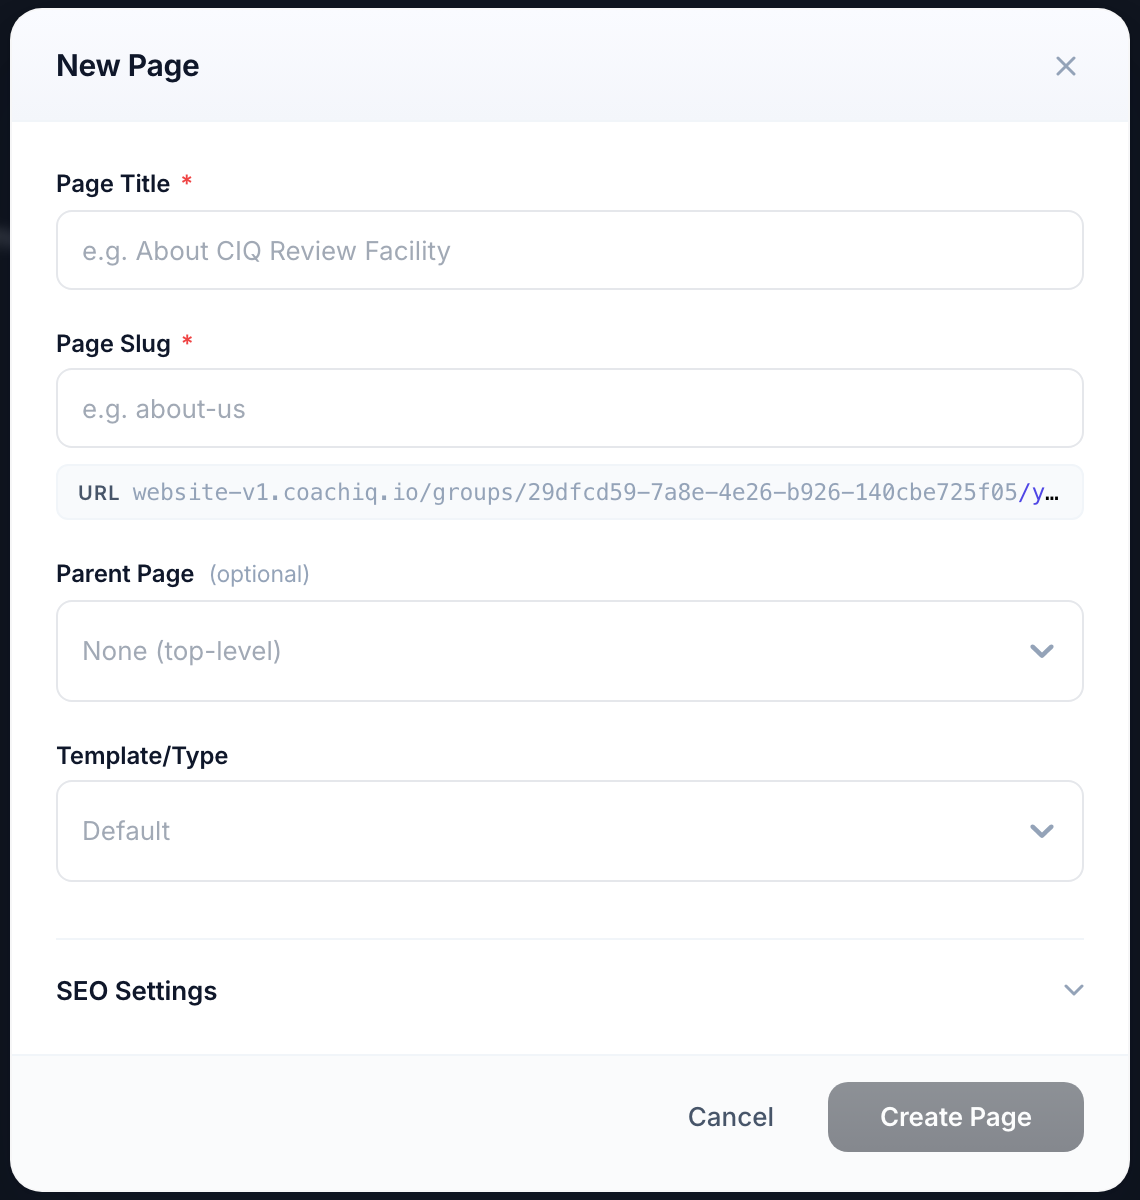 New Page
Page Title *
e.g. About CIQ Review Facility
Page Slug *
e.g. about-us
URL website-v1.coachiq.io/groups/29dfcd59-7a8e-4e26-b926-140cbe725f05/y…
Parent Page (optional)
None (top-level)
Template/Type
Default
SEO Settings
Cancel
Create Page